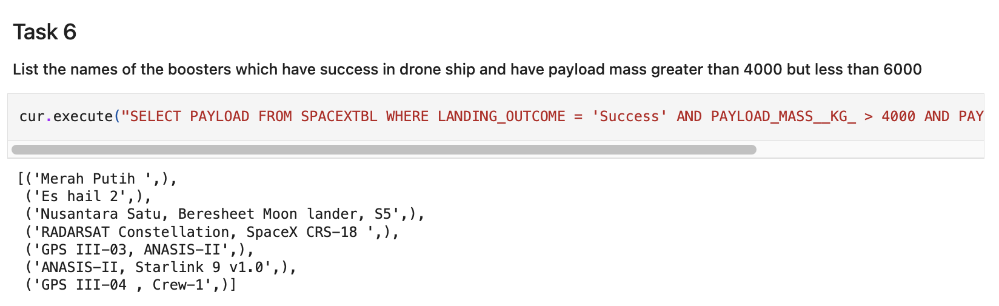 Task 6
List the names of the boosters which have success in drone ship and have payload mass greater than 4000 but less than 6000
cur.execute("SELECT PAYLOAD FROM SPACEXTBL WHERE LANDING_OUTCOME = 'Success' AND PAYLOAD_MASS__KG_ > 4000 AND PAY
[('Merah Putih ',),
('Es hail 2',),
('Nusantara Satu, Beresheet Moon lander, S5',),
('RADARSAT Constellation, SpaceX CRS-18 ',),
('GPS III-03, ANASIS-II',),
('ANASIS-II, Starlink 9 v1.0',),
('GPS III-04 , Crew-1',)]